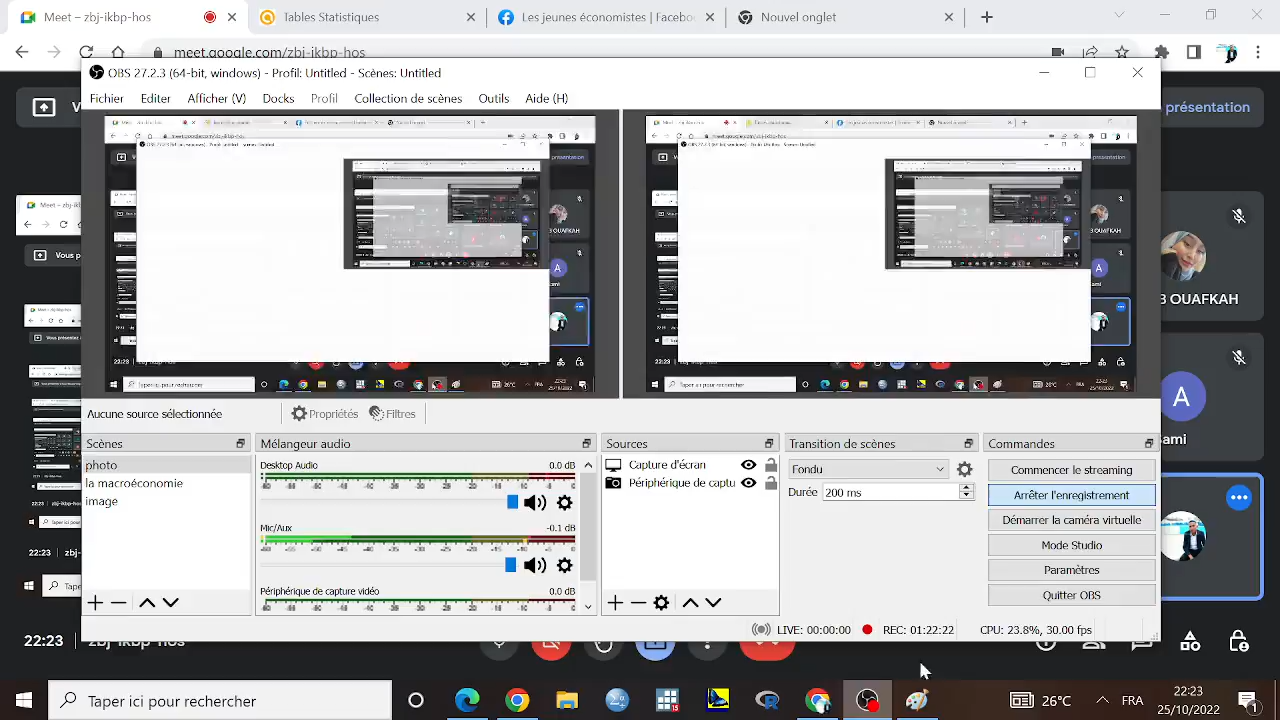 Meet – zbj-ikbp-hos
Tables Statistiques
Les jeunes économistes | Facebo
Nouvel onglet
meet.google.com/zbj-ikbp-hos
OBS 27.2.3 (64-bit, windows) - Profil: Untitled - Scènes: Untitled
Fichier Editer Afficher (V) Docks Profil Collection de scènes Outils Aide (H)
présentation
Aucune source sélectionnée
Propriétés
Filtres
Scènes
photo
la macroéconomie
image
Mélangeur audio
Desktop Audio 0.0 dB
Mic/Aux -0.1 dB
Périphérique de capture vidéo 0.0 dB
Sources
Capture d'écran
Périphérique de captu
Transition de scènes
Fondu
Durée 200 ms
Commandes
Commencer le streaming
Arrêter l'enregistrement
Démarrer la caméra virtuelle
Mode Studio
Paramètres
Quitter OBS
LIVE: 00:00:00 REC: 01:22:22 CPU: 23.8%, 30.00 fps
B OUAFKAH
A
ami
22:23 zbj-ikbp-hos
Taper ici pour rechercher
26°C
FRA
22:23
25/10/2022